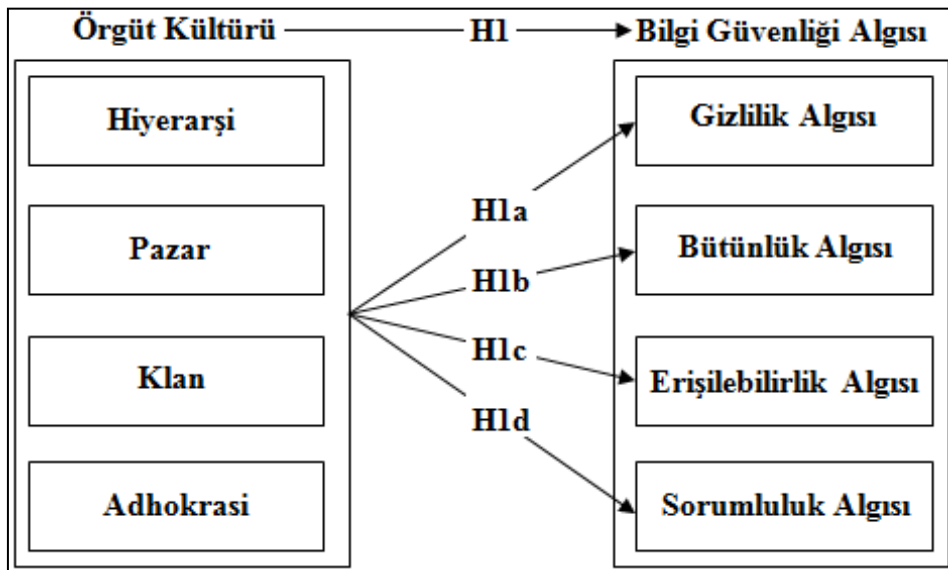 Örgüt Kültürü H1 Bilgi Güvenliği Algısı
Hiyerarşi
Pazar
Klan
Adhokrasi
H1a
H1b
H1c
H1d
Gizlilik Algısı
Bütünlük Algısı
Erişilebilirlik Algısı
Sorumluluk Algısı